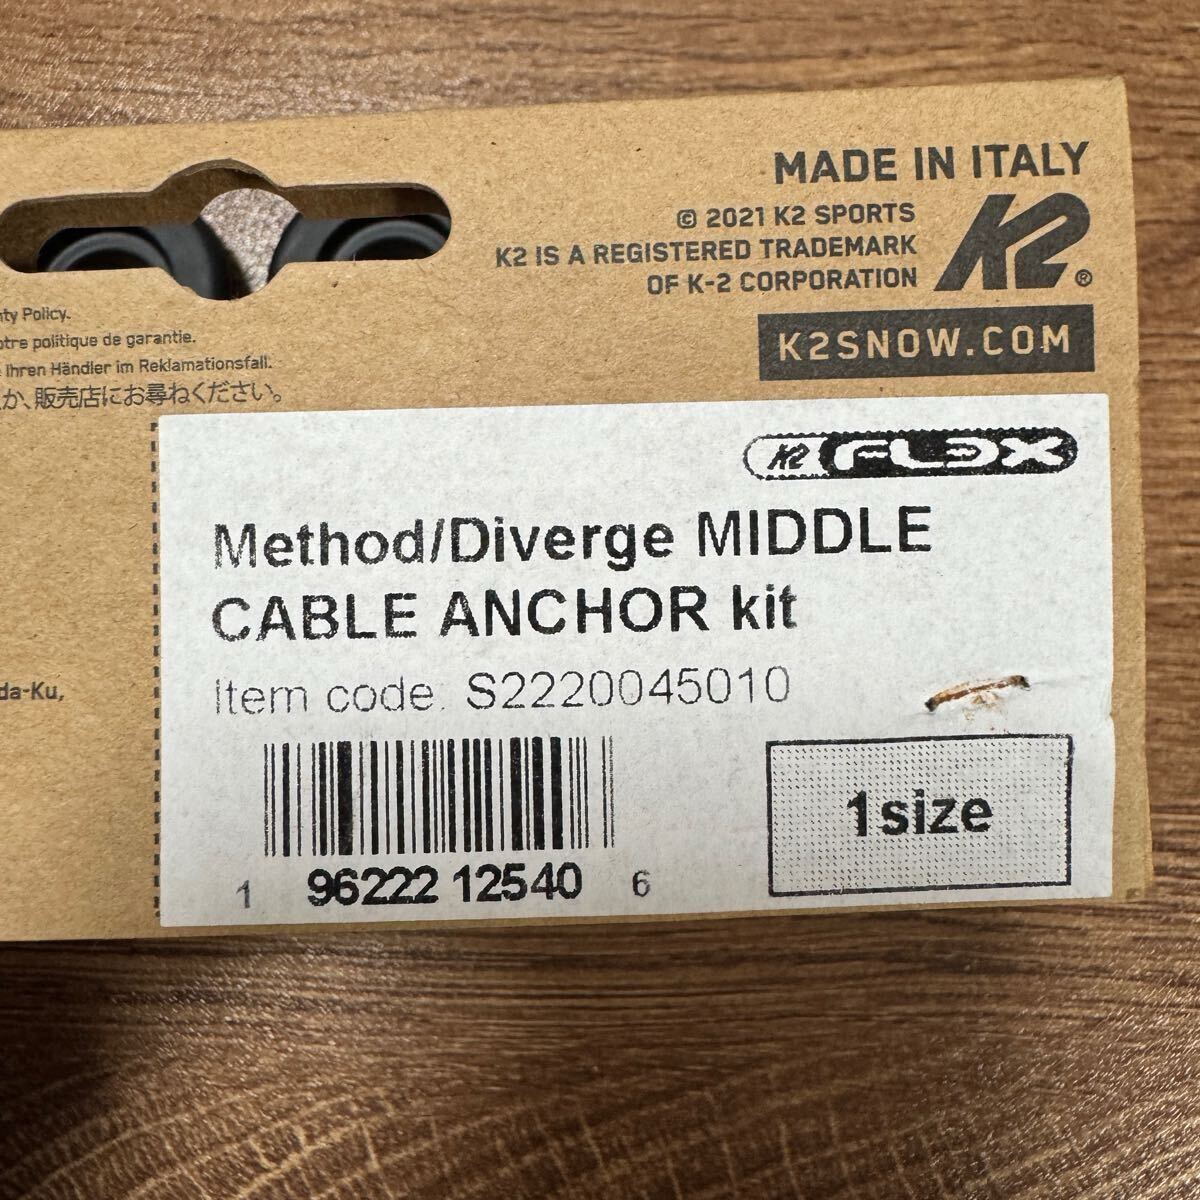 MADE IN ITALY
© 2021 K2 SPORTS
K2 IS A REGISTERED TRADEMARK
OF K-2 CORPORATION
K2®
K2SNOW.COM
Policy.
politique de garantie.
Ihren Händler im Reklamationsfall.
か、販売店にお尋ねください。
K2 FLEX
Method/Diverge MIDDLE
CABLE ANCHOR kit
Item code: S2220045010
da-Ku,
1size
1 96222 12540 6